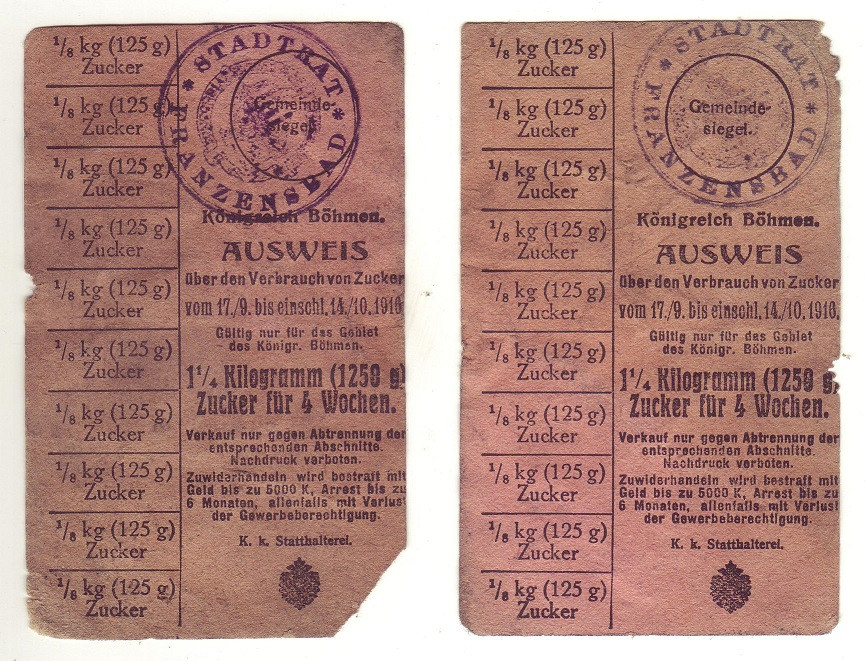 ¹/₈ kg (125 g)
Zucker
¹/₈ kg (125 g)
Zucker
¹/₈ kg (125 g)
Zucker
¹/₈ kg (125 g)
Zucker
¹/₈ kg (125 g)
Zucker
¹/₈ kg (125 g)
Zucker
¹/₈ kg (125 g)
Zucker
¹/₈ kg (125 g)
Zucker
¹/₈ kg (125 g)
Zucker
¹/₈ kg (125 g)
Zucker
* STADTRAT *
FRANZENSBAD
Gemeinde-
siegel.
Königreich Böhmen.
AUSWEIS
über den Verbrauch von Zucker
vom 17./9. bis einschl. 14./10. 1916
Gültig nur für das Gebiet
des Königr. Böhmen.
1¹/₄ Kilogramm (1250 g)
Zucker für 4 Wochen.
Verkauf nur gegen Abtrennung der
entsprechenden Abschnitte.
Nachdruck verboten.
Zuwiderhandeln wird bestraft mit
Geld bis zu 5000 K, Arrest bis zu
6 Monaten, allenfalls mit Verlust
der Gewerbeberechtigung.
K. k. Statthalterei.
¹/₈ kg (125 g)
Zucker
¹/₈ kg (125 g)
Zucker
¹/₈ kg (125 g)
Zucker
¹/₈ kg (125 g)
Zucker
¹/₈ kg (125 g)
Zucker
¹/₈ kg (125 g)
Zucker
¹/₈ kg (125 g)
Zucker
¹/₈ kg (125 g)
Zucker
¹/₈ kg (125 g)
Zucker
¹/₈ kg (125 g)
Zucker
* STADTRAT *
FRANZENSBAD
Gemeinde-
siegel.
Königreich Böhmen.
AUSWEIS
über den Verbrauch von Zucker
vom 17./9. bis einschl. 14./10. 1916.
Gültig nur für das Gebiet
des Königr. Böhmen.
1¹/₄ Kilogramm (1250 g)
Zucker für 4 Wochen.
Verkauf nur gegen Abtrennung der
entsprechenden Abschnitte.
Nachdruck verboten.
Zuwiderhandeln wird bestraft mit
Geld bis zu 5000 K, Arrest bis zu
6 Monaten, allenfalls mit Verlust
der Gewerbeberechtigung.
K. k. Statthalterei.